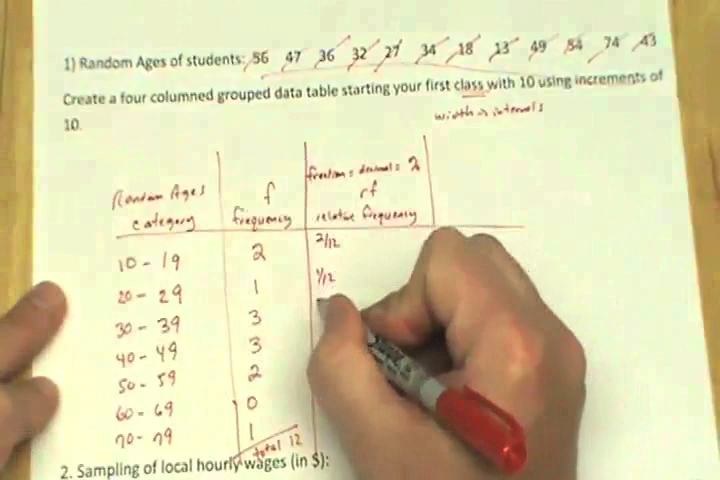 1) Random Ages of students: 56 47 36 32 27 34 18 13 49 54 74 43
Create a four columned grouped data table starting your first class with 10 using increments of
10.
width or intervals
Random Ages
category
f
frequency
fraction = decimal = 2
rf
relative frequency
10 - 19 2 2/12
20 - 29 1 1/12
30 - 39 3
40 - 49 3
50 - 59 2
60 - 69 0
70 - 79 1
total 12
2. Sampling of local hourly wages (in $):